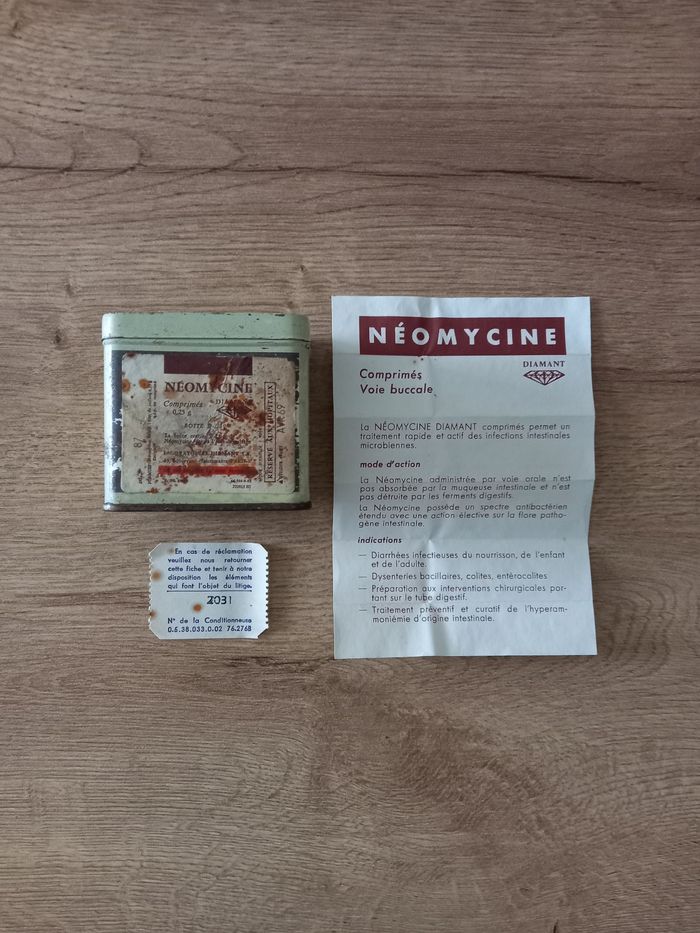 NÉOMYCINE
Comprimés
0,25 g
DIAMANT
RÉSERVÉ AUX HÔPITAUX
87
En cas de réclamation
veuillez nous retourner
cette fiche et tenir à notre
disposition les éléments
qui font l'objet du litige.
7031
N° de la Conditionneuse
0.5.38.033.0.02 76.2768
NÉOMYCINE
DIAMANT
Comprimés
Voie buccale
La NÉOMYCINE DIAMANT comprimés permet un
traitement rapide et actif des infections intestinales
microbiennes.
mode d'action
La Néomycine administrée par voie orale n'est
pas absorbée par la muqueuse intestinale et n'est
pas détruite par les ferments digestifs.
La Néomycine possède un spectre antibactérien
étendu avec une action élective sur la flore patho-
gène intestinale.
indications
— Diarrhées infectieuses du nourrisson, de l'enfant
et de l'adulte.
— Dysenteries bacillaires, colites, entérocolites
— Préparation aux interventions chirurgicales por-
tant sur le tube digestif.
— Traitement préventif et curatif de l'hyperam-
moniémie d'origine intestinale.